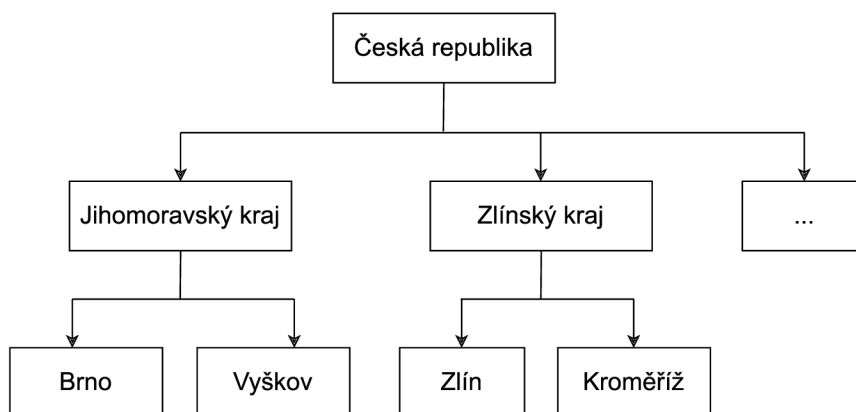 Česká republika
Jihomoravský kraj
Zlínský kraj
...
Brno
Vyškov
Zlín
Kroměříž